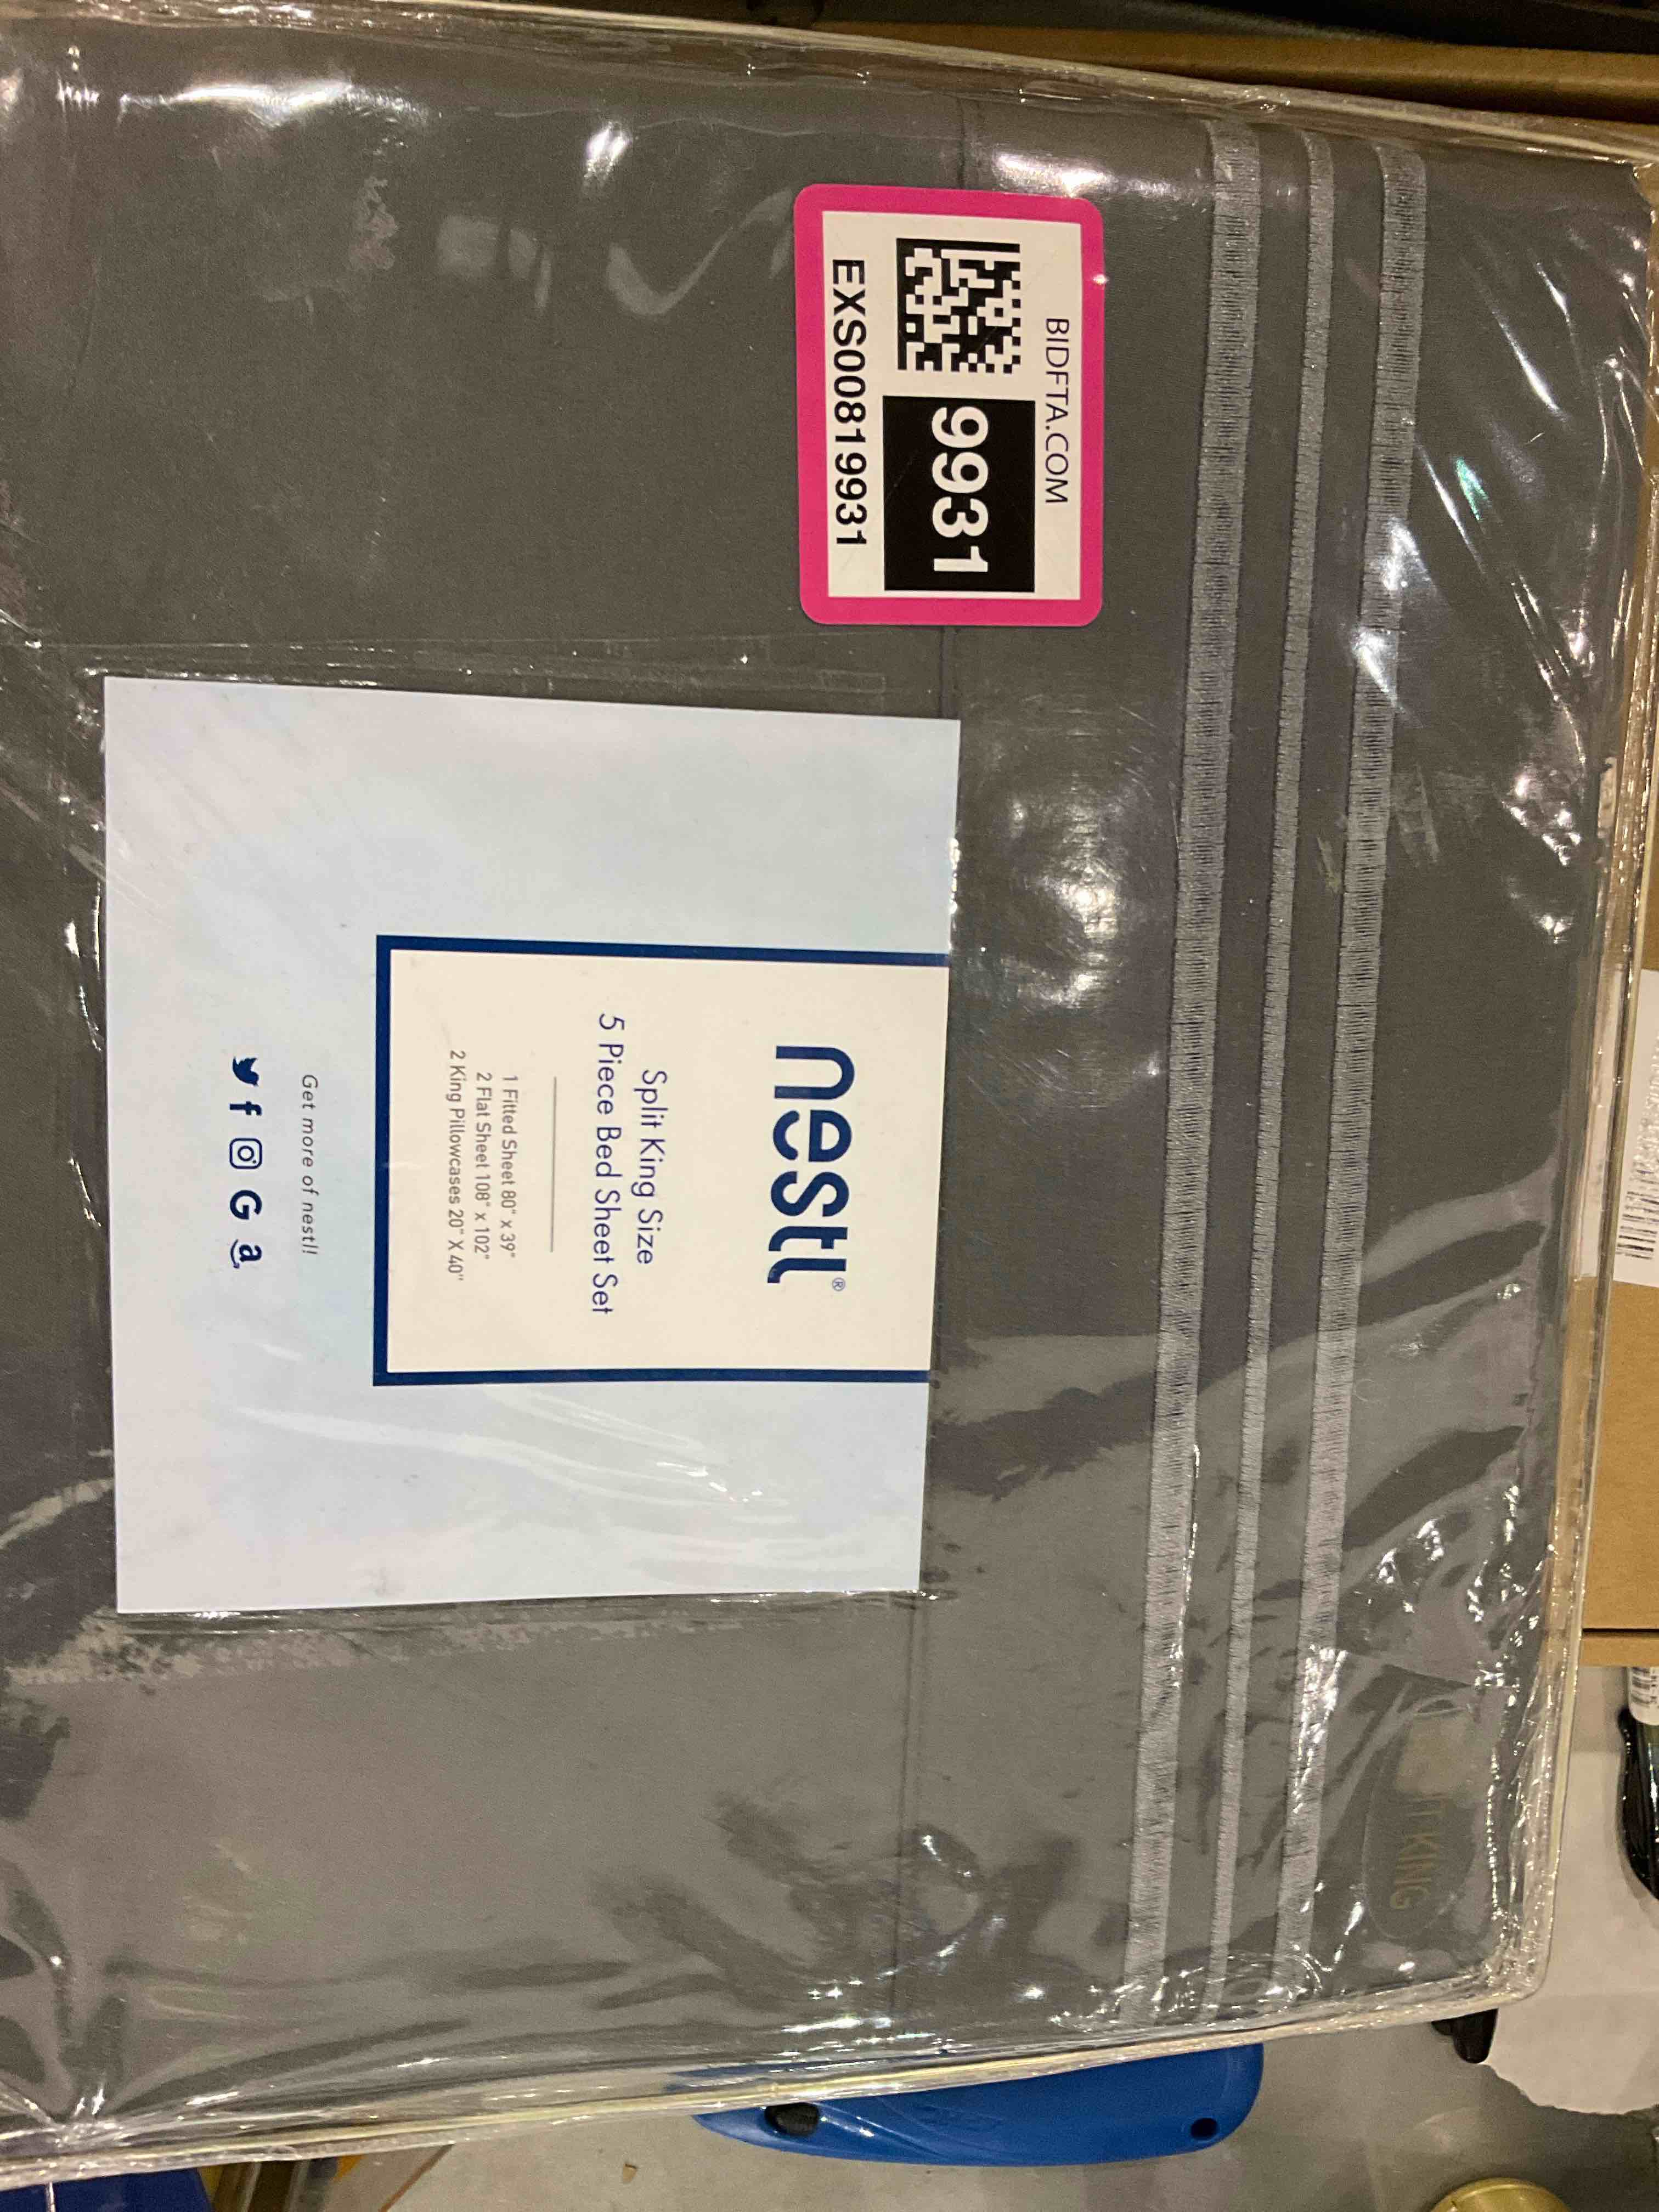 BIDFTA.COM
9931
EXS00819931
nestl®
Split King Size
5 Piece Bed Sheet Set
1 Fitted Sheet 80" x 39"
2 Flat Sheet 108" x 102"
2 King Pillowcases 20" X 40"
Get more of nestl!
f G a
T KING